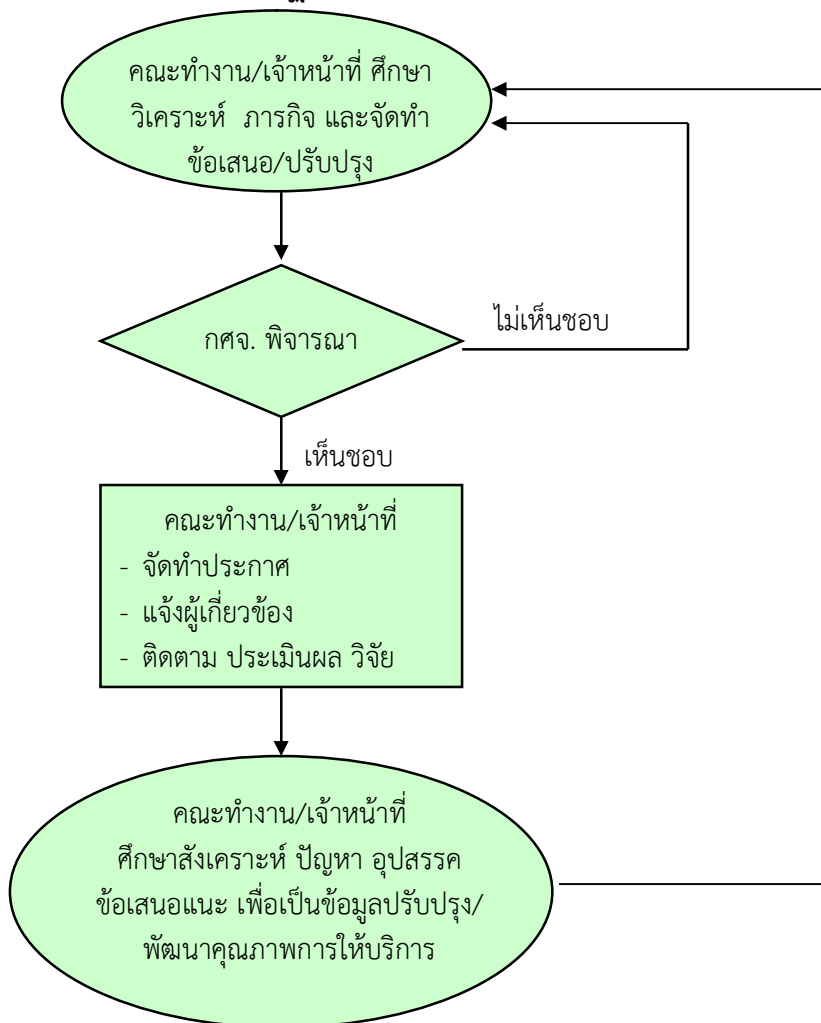 คณะทำงาน/เจ้าหน้าที่ ศึกษา
วิเคราะห์ ภารกิจ และจัดทำ
ข้อเสนอ/ปรับปรุง
กศจ. พิจารณา
ไม่เห็นชอบ
เห็นชอบ
คณะทำงาน/เจ้าหน้าที่
- จัดทำประกาศ
- แจ้งผู้เกี่ยวข้อง
- ติดตาม ประเมินผล วิจัย
คณะทำงาน/เจ้าหน้าที่
ศึกษาสังเคราะห์ ปัญหา อุปสรรค
ข้อเสนอแนะ เพื่อเป็นข้อมูลปรับปรุง/
พัฒนาคุณภาพการให้บริการ